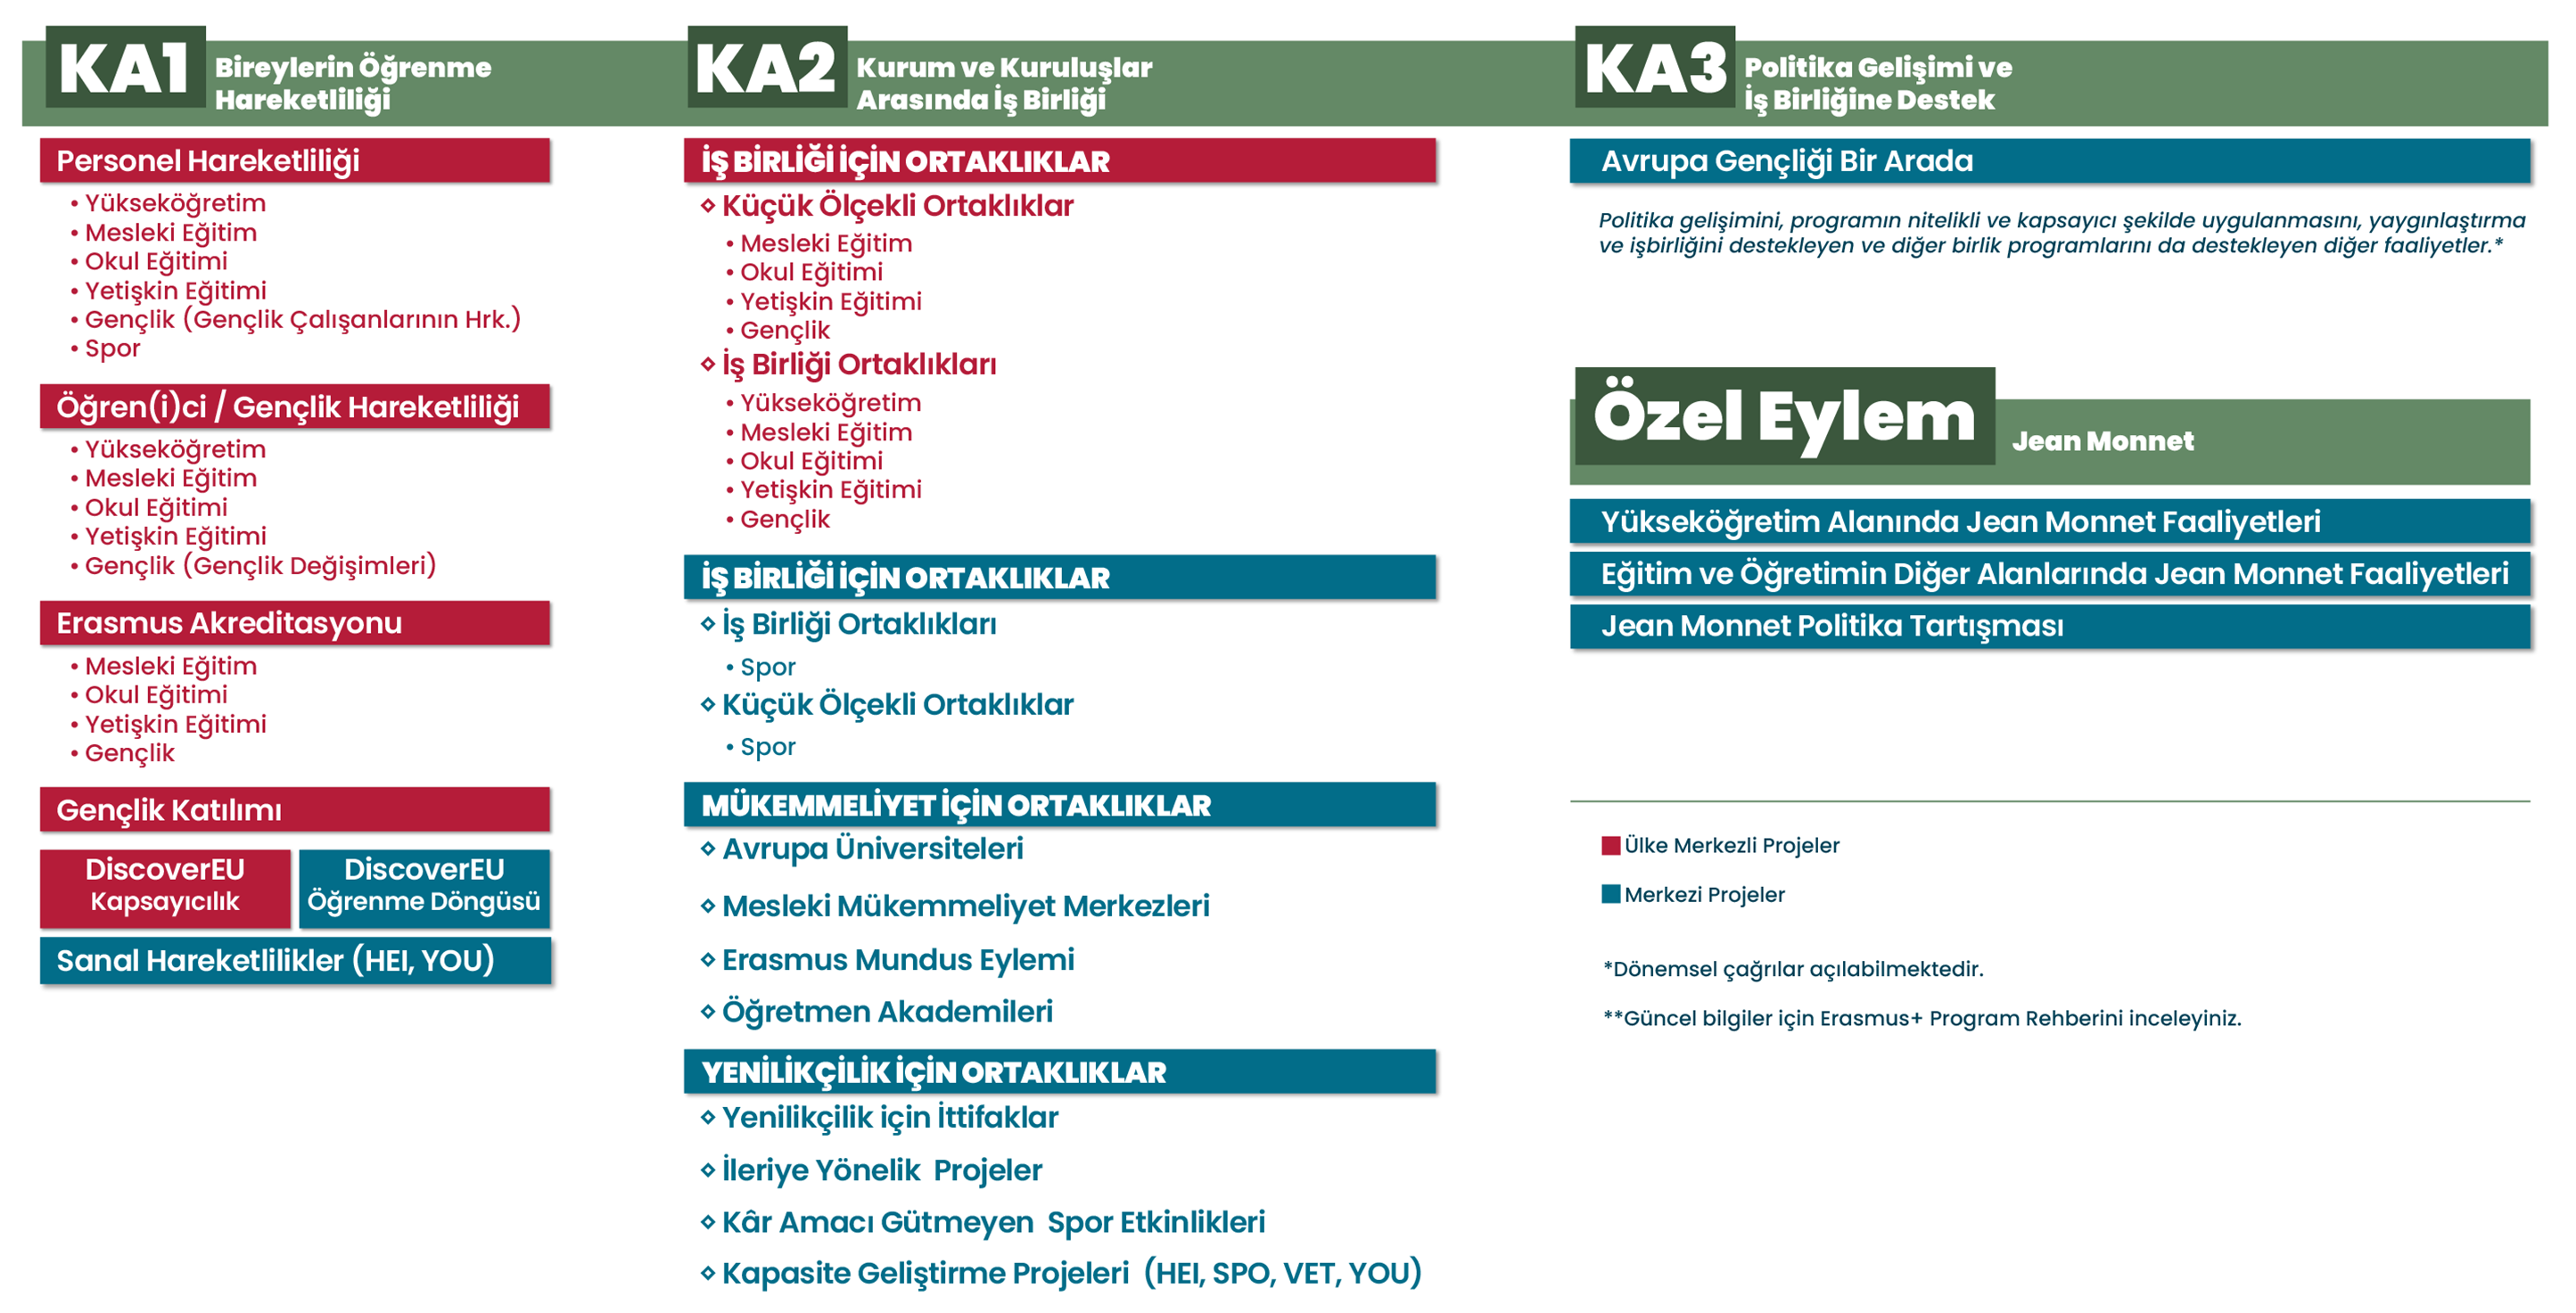 KA1
Bireylerin Öğrenme
Hareketliliği
Personel Hareketliliği
• Yükseköğretim
• Mesleki Eğitim
• Okul Eğitimi
• Yetişkin Eğitimi
• Gençlik (Gençlik Çalışanlarının Hrk.)
• Spor
Öğren(i)ci / Gençlik Hareketliliği
• Yükseköğretim
• Mesleki Eğitim
• Okul Eğitimi
• Yetişkin Eğitimi
• Gençlik (Gençlik Değişimleri)
Erasmus Akreditasyonu
• Mesleki Eğitim
• Okul Eğitimi
• Yetişkin Eğitimi
• Gençlik
Gençlik Katılımı
DiscoverEU
Kapsayıcılık
DiscoverEU
Öğrenme Döngüsü
Sanal Hareketlilikler (HEI, YOU)
KA2
Kurum ve Kuruluşlar
Arasında İş Birliği
İŞ BİRLİĞİ İÇİN ORTAKLIKLAR
⋄ Küçük Ölçekli Ortaklıklar
• Mesleki Eğitim
• Okul Eğitimi
• Yetişkin Eğitimi
• Gençlik
⋄ İş Birliği Ortaklıkları
• Yükseköğretim
• Mesleki Eğitim
• Okul Eğitimi
• Yetişkin Eğitimi
• Gençlik
İŞ BİRLİĞİ İÇİN ORTAKLIKLAR
⋄ İş Birliği Ortaklıkları
• Spor
⋄ Küçük Ölçekli Ortaklıklar
• Spor
MÜKEMMELİYET İÇİN ORTAKLIKLAR
⋄ Avrupa Üniversiteleri
⋄ Mesleki Mükemmeliyet Merkezleri
⋄ Erasmus Mundus Eylemi
⋄ Öğretmen Akademileri
YENİLİKÇİLİK İÇİN ORTAKLIKLAR
⋄ Yenilikçilik için İttifaklar
⋄ İleriye Yönelik Projeler
⋄ Kâr Amacı Gütmeyen Spor Etkinlikleri
⋄ Kapasite Geliştirme Projeleri (HEI, SPO, VET, YOU)
KA3
Politika Gelişimi ve
İş Birliğine Destek
Avrupa Gençliği Bir Arada
Politika gelişimini, programın nitelikli ve kapsayıcı şekilde uygulanmasını, yaygınlaştırma
ve işbirliğini destekleyen ve diğer birlik programlarını da destekleyen diğer faaliyetler.*
Özel Eylem
Jean Monnet
Yükseköğretim Alanında Jean Monnet Faaliyetleri
Eğitim ve Öğretimin Diğer Alanlarında Jean Monnet Faaliyetleri
Jean Monnet Politika Tartışması
Ülke Merkezli Projeler
Merkezi Projeler
*Dönemsel çağrılar açılabilmektedir.
**Güncel bilgiler için Erasmus+ Program Rehberini inceleyiniz.